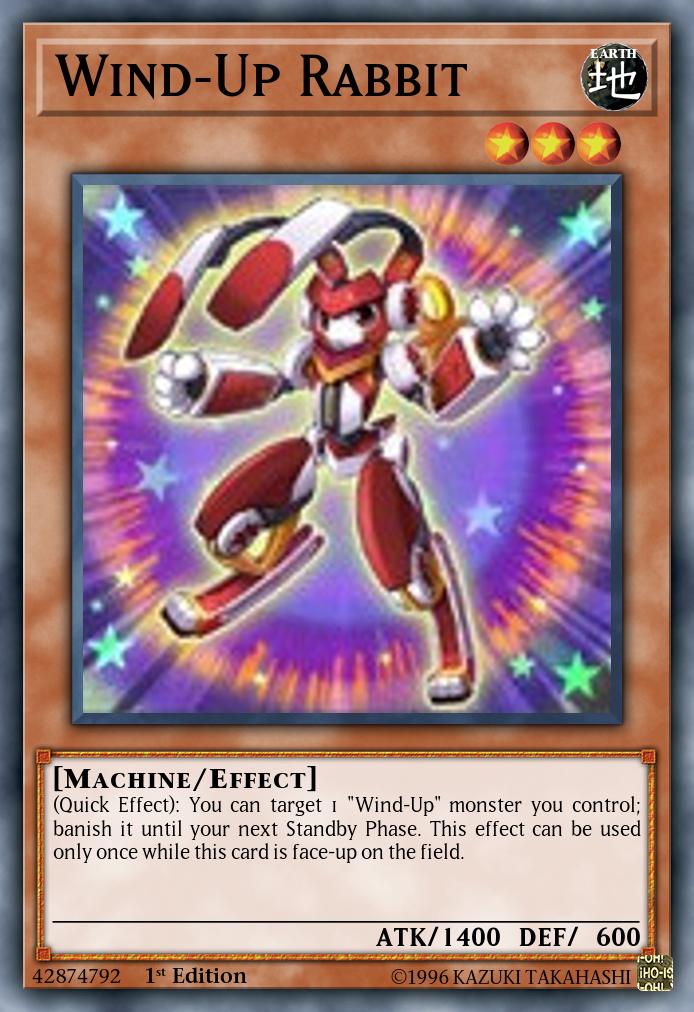 Wind-Up Rabbit
EARTH
地
[Machine/Effect]
(Quick Effect): You can target 1 "Wind-Up" monster you control;
banish it until your next Standby Phase. This effect can be used
only once while this card is face-up on the field.
ATK/1400 DEF/ 600
42874792 1st Edition ©1996 KAZUKI TAKAHASHI